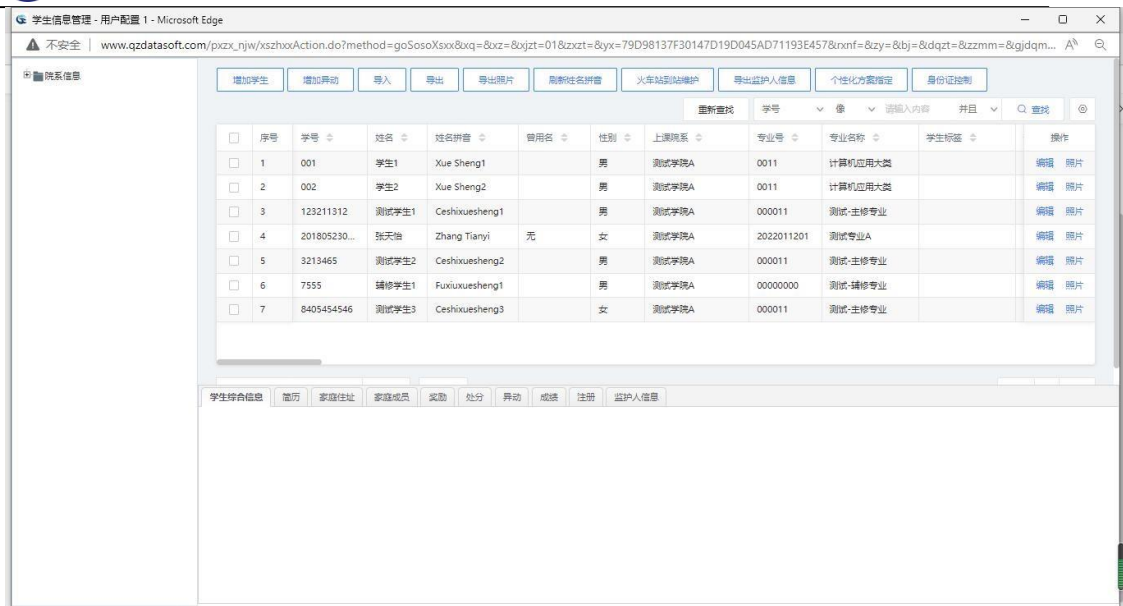 学生信息管理 - 用户配置 1 - Microsoft Edge
不安全 www.qzdatasoft.com/pxzx_njw/xszhxxAction.do?method=goSosoXsxx&xq=&xz=&xjzt=01&zxzt=&yx=79D98137F30147D19D045AD71193E457&rxnf=&zy=&bj=&dqzt=&zzmm=&gjdqm...
院系信息
增加学生 增加异动 导入 导出 导出照片 刷新姓名拼音 火车站到站维护 导出监护人信息 个性化方案指定 身份证控制
重新查找 学号 像 请输入内容 并且 查找
序号 学号 姓名 姓名拼音 曾用名 性别 上课院系 专业号 专业名称 学生标签 操作
1 001 学生1 Xue Sheng1 男 测试学院A 0011 计算机应用大类 编辑 照片
2 002 学生2 Xue Sheng2 男 测试学院A 0011 计算机应用大类 编辑 照片
3 123211312 测试学生1 Ceshixuesheng1 男 测试学院A 000011 测试-主修专业 编辑 照片
4 201805230... 张天怡 Zhang Tianyi 无 女 测试学院A 2022011201 测试专业A 编辑 照片
5 3213465 测试学生2 Ceshixuesheng2 男 测试学院A 000011 测试-主修专业 编辑 照片
6 7555 辅修学生1 Fuxiuxuesheng1 男 测试学院A 00000000 测试-辅修专业 编辑 照片
7 8405454546 测试学生3 Ceshixuesheng3 女 测试学院A 000011 测试-主修专业 编辑 照片
学生综合信息 简历 家庭住址 家庭成员 奖励 处分 异动 成绩 注册 监护人信息